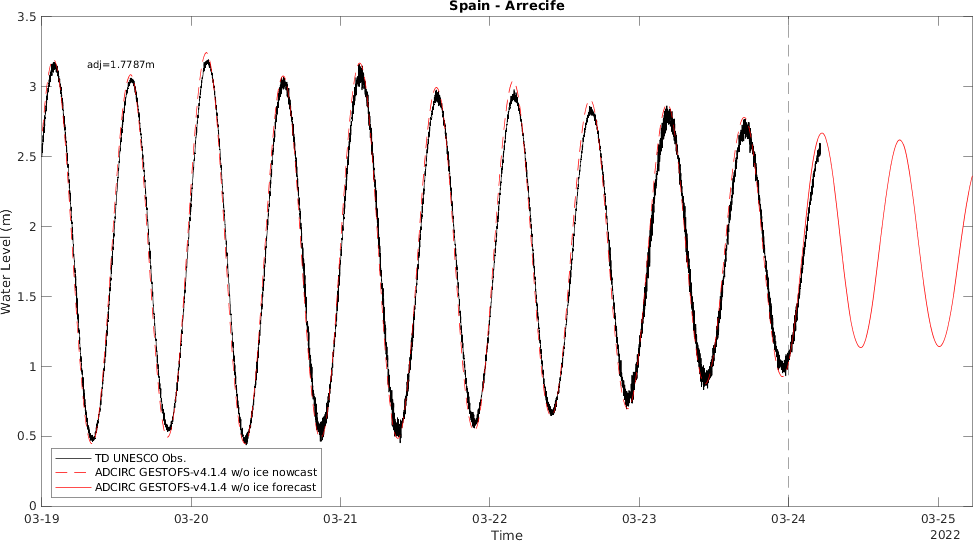 Spain - Arrecife
3.5
3
2.5
2
1.5
1
0.5
0
Water Level (m)
adj=1.7787m
TD UNESCO Obs.
ADCIRC GESTOFS-v4.1.4 w/o ice nowcast
ADCIRC GESTOFS-v4.1.4 w/o ice forecast
03-19 03-20 03-21 03-22 03-23 03-24 03-25
Time
2022